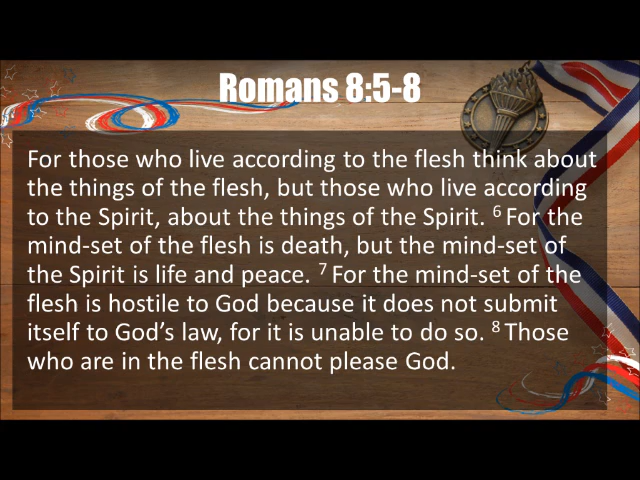 Romans 8:5-8
For those who live according to the flesh think about
the things of the flesh, but those who live according
to the Spirit, about the things of the Spirit. 6 For the
mind-set of the flesh is death, but the mind-set of
the Spirit is life and peace. 7 For the mind-set of the
flesh is hostile to God because it does not submit
itself to God’s law, for it is unable to do so. 8 Those
who are in the flesh cannot please God.